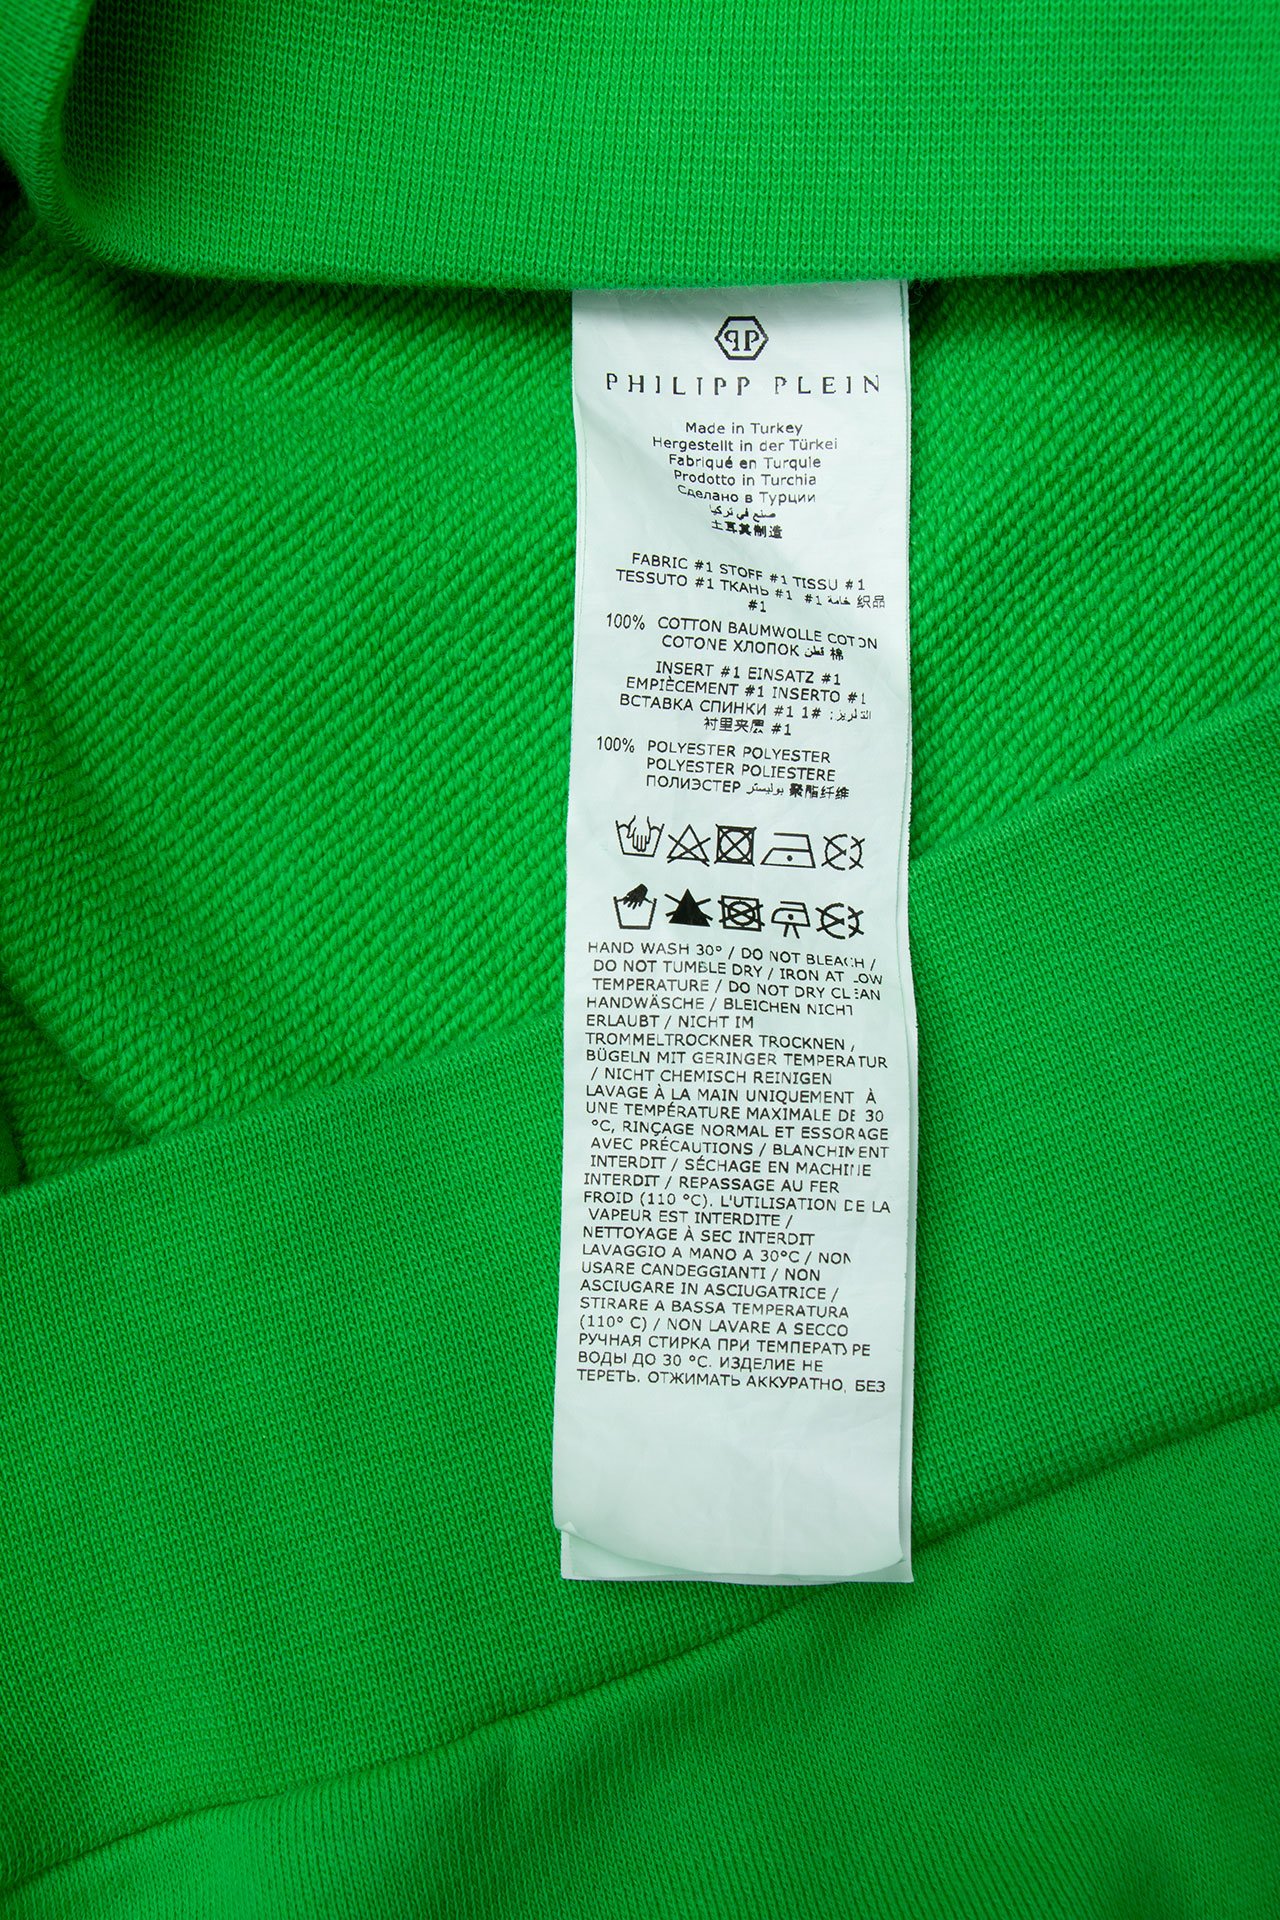 PP
PHILIPP PLEIN
Made in Turkey
Hergestellt in der Türkei
Fabriqué en Turquie
Prodotto in Turchia
Сделано в Турции
صنع في تركيا
土耳其制造
FABRIC #1 STOFF #1 TISSU #1
TESSUTO #1 ТКАНЬ #1 #1 خامة 织品
#1
100% COTTON BAUMWOLLE COTON
COTONE ХЛОПОК قطن 棉
INSERT #1 EINSATZ #1
EMPIÈCEMENT #1 INSERTO #1
ВСТАВКА СПИНКИ #1 1#
衬里夹层 #1
100% POLYESTER POLYESTER
POLYESTER POLIESTERE
ПОЛИЭСТЕР بوليستر 聚酯纤维
HAND WASH 30° / DO NOT BLEACH /
DO NOT TUMBLE DRY / IRON AT LOW
TEMPERATURE / DO NOT DRY CLEAN
HANDWÄSCHE / BLEICHEN NICHT
ERLAUBT / NICHT IM
TROMMELTROCKNER TROCKNEN /
BÜGELN MIT GERINGER TEMPERATUR
/ NICHT CHEMISCH REINIGEN
LAVAGE À LA MAIN UNIQUEMENT À
UNE TEMPÉRATURE MAXIMALE DE 30
°C, RINÇAGE NORMAL ET ESSORAGE
AVEC PRÉCAUTIONS / BLANCHIMENT
INTERDIT / SÉCHAGE EN MACHINE
INTERDIT / REPASSAGE AU FER
FROID (110 °C). L'UTILISATION DE LA
VAPEUR EST INTERDITE /
NETTOYAGE À SEC INTERDIT
LAVAGGIO A MANO A 30°C / NON
USARE CANDEGGIANTI / NON
ASCIUGARE IN ASCIUGATRICE /
STIRARE A BASSA TEMPERATURA
(110° C) / NON LAVARE A SECCO
РУЧНАЯ СТИРКА ПРИ ТЕМПЕРАТУРЕ
ВОДЫ ДО 30 °C. ИЗДЕЛИЕ НЕ
ТЕРЕТЬ. ОТЖИМАТЬ АККУРАТНО, БЕЗ